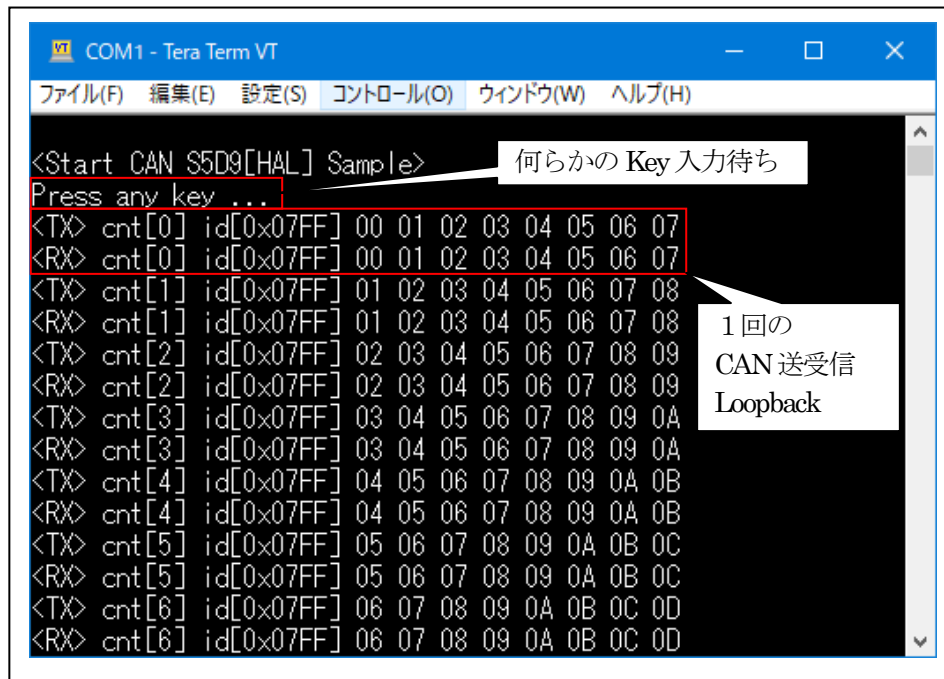 COM1 - Tera Term VT
ファイル(F) 編集(E) 設定(S) コントロール(O) ウィンドウ(W) ヘルプ(H)
<Start CAN S5D9[HAL] Sample>
何らかの Key 入力待ち
Press any key ...
<TX> cnt[0] id[0x07FF] 00 01 02 03 04 05 06 07
<RX> cnt[0] id[0x07FF] 00 01 02 03 04 05 06 07
<TX> cnt[1] id[0x07FF] 01 02 03 04 05 06 07 08
<RX> cnt[1] id[0x07FF] 01 02 03 04 05 06 07 08
<TX> cnt[2] id[0x07FF] 02 03 04 05 06 07 08 09
<RX> cnt[2] id[0x07FF] 02 03 04 05 06 07 08 09
<TX> cnt[3] id[0x07FF] 03 04 05 06 07 08 09 0A
<RX> cnt[3] id[0x07FF] 03 04 05 06 07 08 09 0A
<TX> cnt[4] id[0x07FF] 04 05 06 07 08 09 0A 0B
<RX> cnt[4] id[0x07FF] 04 05 06 07 08 09 0A 0B
<TX> cnt[5] id[0x07FF] 05 06 07 08 09 0A 0B 0C
<RX> cnt[5] id[0x07FF] 05 06 07 08 09 0A 0B 0C
<TX> cnt[6] id[0x07FF] 06 07 08 09 0A 0B 0C 0D
<RX> cnt[6] id[0x07FF] 06 07 08 09 0A 0B 0C 0D
１回の
CAN 送受信
Loopback